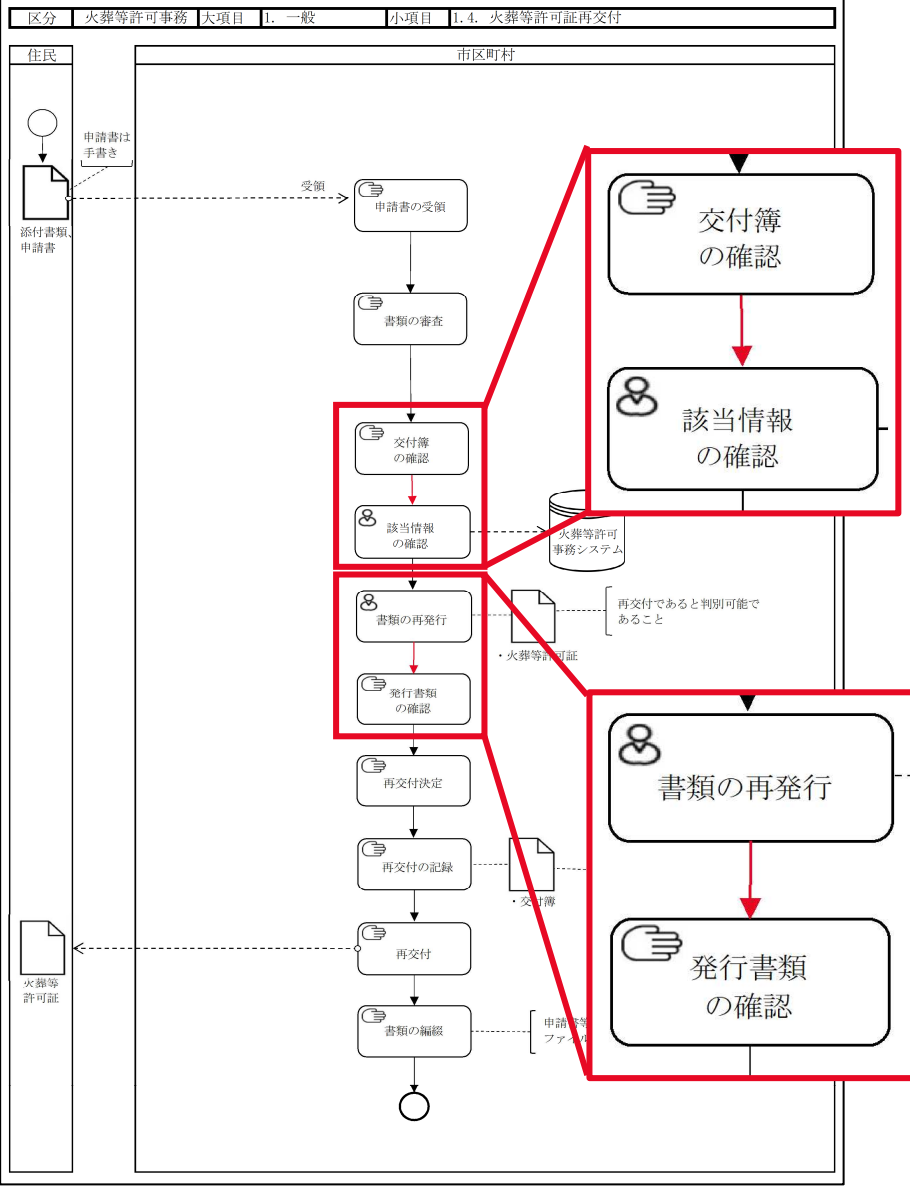 区分 火葬等許可事務 大項目 1. 一般 小項目 1.4. 火葬等許可証再交付
住民
市区町村
申請書は
手書き
添付書類、
申請書
受領
申請書の受領
書類の審査
交付簿
の確認
該当情報
の確認
火葬等許可
事務システム
書類の再発行
・火葬等許可証
再交付であると判別可能で
あること
発行書類
の確認
再交付決定
再交付の記録
・交付簿
再交付
火葬等
許可証
書類の編綴
申請書等
ファイル
交付簿
の確認
該当情報
の確認
書類の再発行
発行書類
の確認